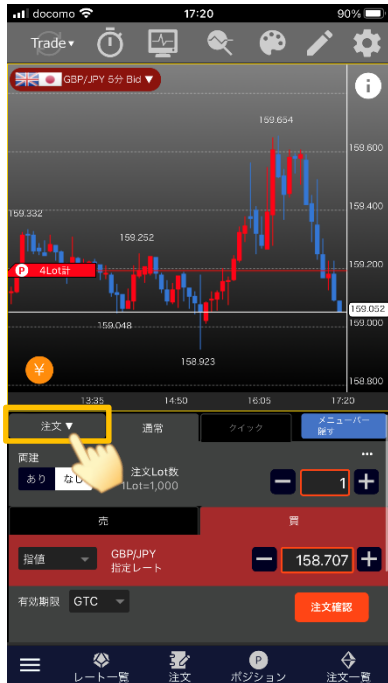 docomo 17:20 90%
Trade▼
GBP/JPY 5分 Bid ▼
i
159.654
159.600
159.400
159.332
159.252
159.200
P 4Lot計
159.052
159.048
159.000
158.923
¥
158.800
13:35 14:50 16:05 17:20
注文▼ 通常 クイック メニューバー
隠す
両建 ...
あり なし 注文Lot数
1Lot=1,000
− 1 +
売 買
指値 GBP/JPY
指定レート
− 158.707 +
有効期限 GTC 注文確認
P
レート一覧 注文 ポジション 注文一覧